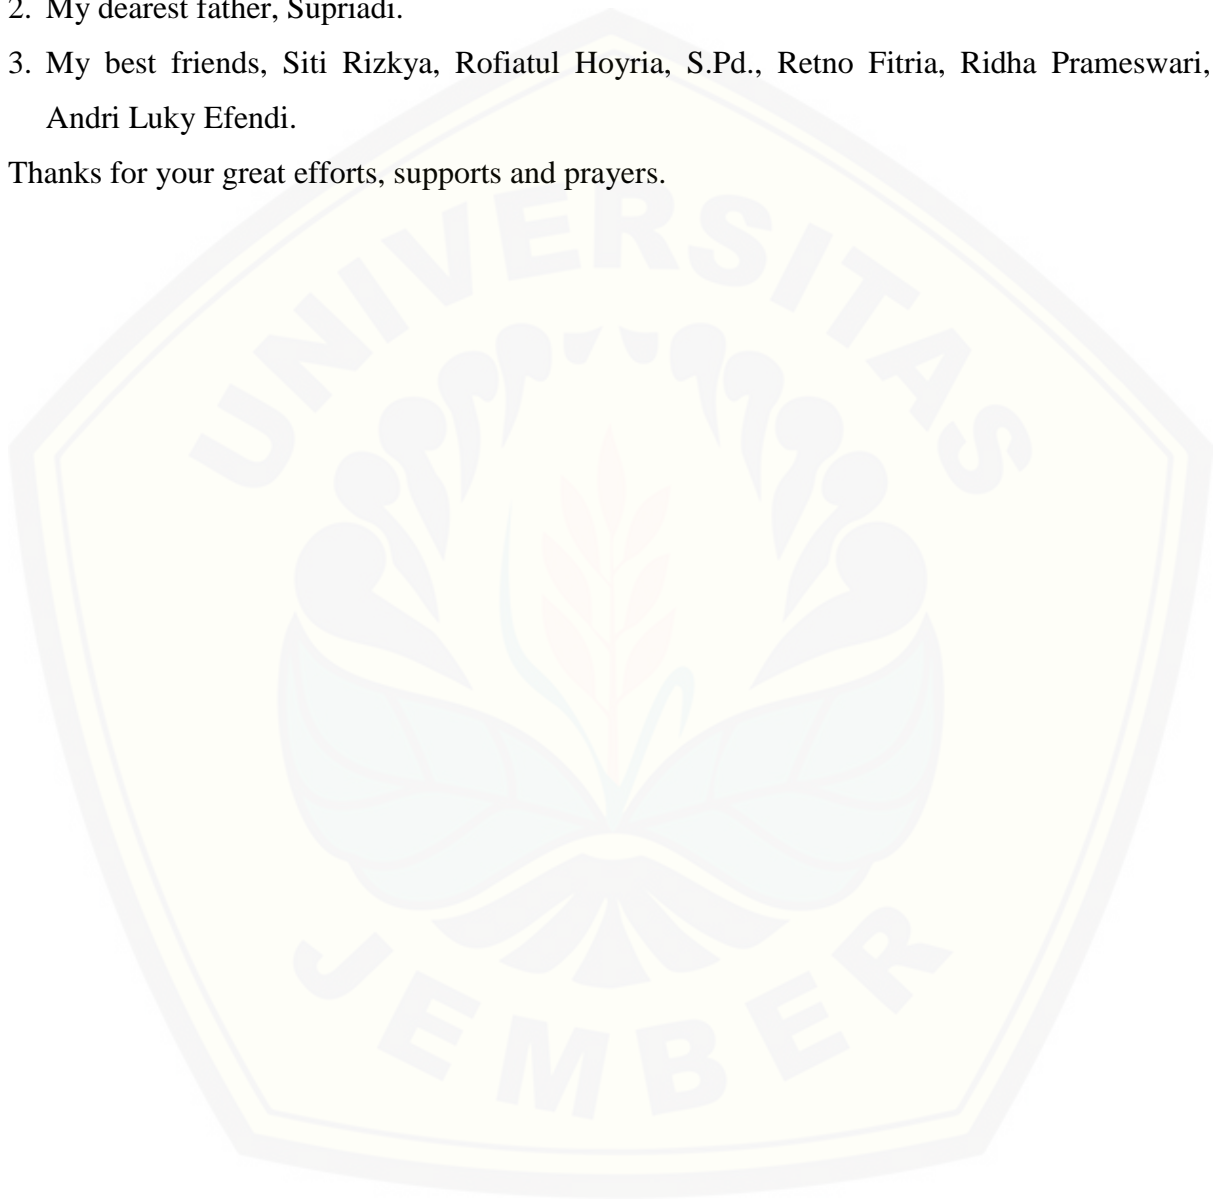 2. My dearest father, Supriadi.
3. My best friends, Siti Rizkya, Rofiatul Hoyria, S.Pd., Retno Fitria, Ridha Prameswari,
Andri Luky Efendi.
Thanks for your great efforts, supports and prayers.
UNIVERSITAS
JEMBER